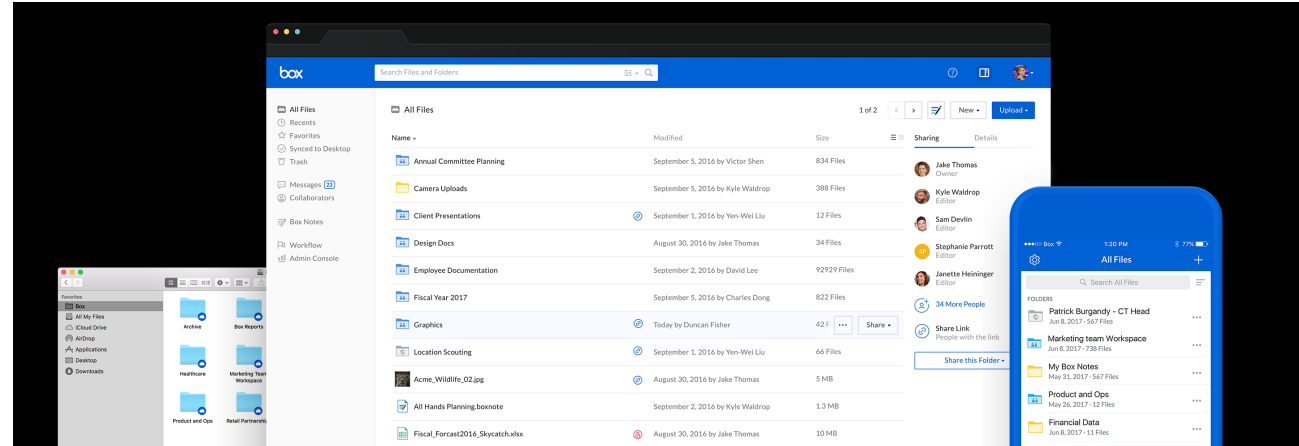 box
Search Files and Folders
All Files
Recents
Favorites
Synced to Desktop
Trash
Messages 23
Collaborators
Box Notes
Workflow
Admin Console
All Files
1 of 2
New
Upload
Name Modified Size
Annual Committee Planning September 5, 2016 by Victor Shen 834 Files
Camera Uploads September 5, 2016 by Kyle Waldrop 388 Files
Client Presentations September 1, 2016 by Yen-Wei Liu 12 Files
Design Docs August 30, 2016 by Jake Thomas 34 Files
Employee Documentation September 2, 2016 by David Lee 92929 Files
Fiscal Year 2017 September 5, 2016 by Charles Dong 822 Files
Graphics Today by Duncan Fisher 42 F ... Share
Location Scouting September 1, 2016 by Yen-Wei Liu 66 Files
Acme_Wildlife_02.jpg August 30, 2016 by Jake Thomas 5 MB
All Hands Planning.boxnote September 2, 2016 by Kyle Waldrop 1.3 MB
Fiscal_Forcast2016_Skycatch.xlsx August 30, 2016 by Jake Thomas 10 MB
Sharing Details
Jake Thomas
Owner
Kyle Waldrop
Editor
Sam Devlin
Editor
SP
Stephanie Parrott
Editor
Janette Heininger
Editor
34 More People
Share Link
People with the link
Share this Folder
Favorites
Box
All My Files
iCloud Drive
AirDrop
Applications
Desktop
Downloads
Archive Box Reports
Healthcare Marketing Team
Workspace
Product and Ops Retail Partnership
Box 1:20 PM 77%
All Files
Search All Files
FOLDERS
Patrick Burgandy - CT Head
Jun 8, 2017 · 567 Files
Marketing team Workspace
Jun 8, 2017 · 738 Files
My Box Notes
May 31, 2017 · 567 Files
Product and Ops
May 26, 2017 · 12 Files
Financial Data
Jun 8, 2017 · 11 Files